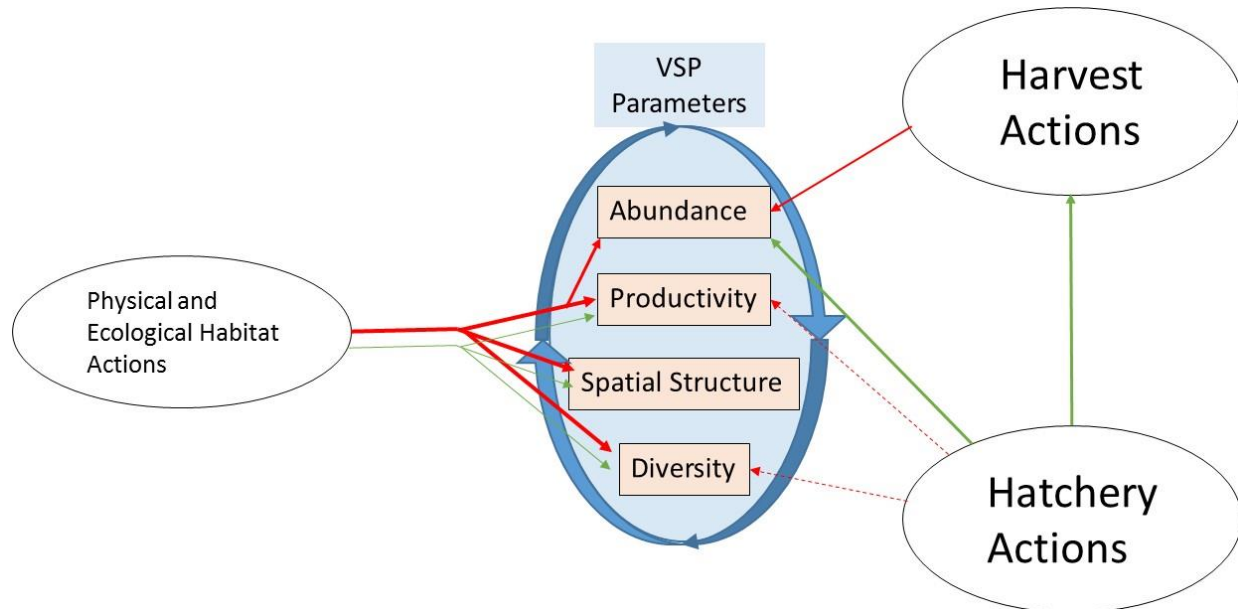 VSP
Parameters
Harvest
Actions
Abundance
Productivity
Physical and
Ecological Habitat
Actions
Spatial Structure
Diversity
Hatchery
Actions